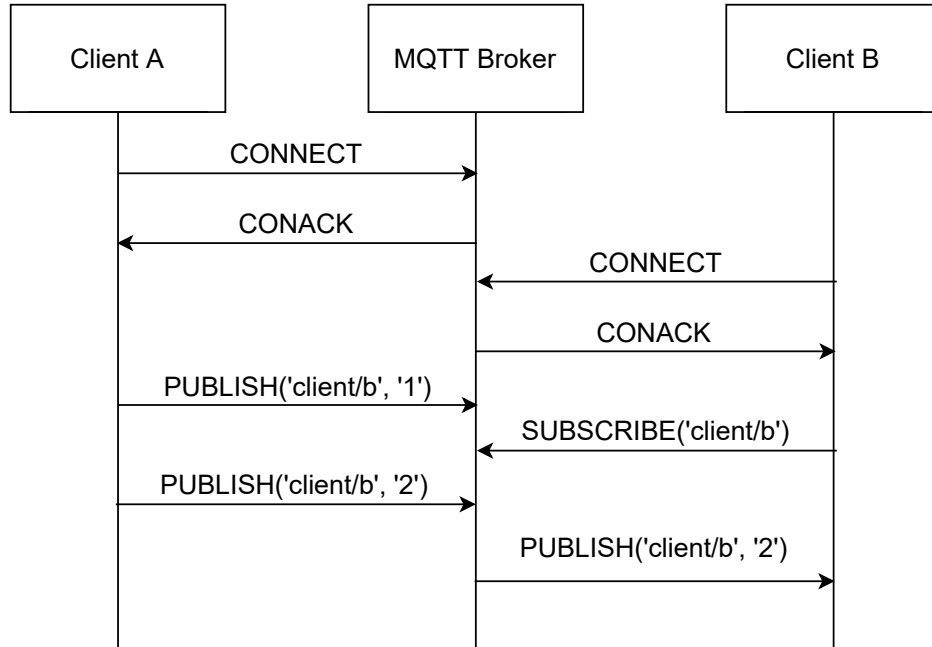 Client A
MQTT Broker
Client B
CONNECT
CONACK
CONNECT
CONACK
PUBLISH('client/b', '1')
SUBSCRIBE('client/b')
PUBLISH('client/b', '2')
PUBLISH('client/b', '2')